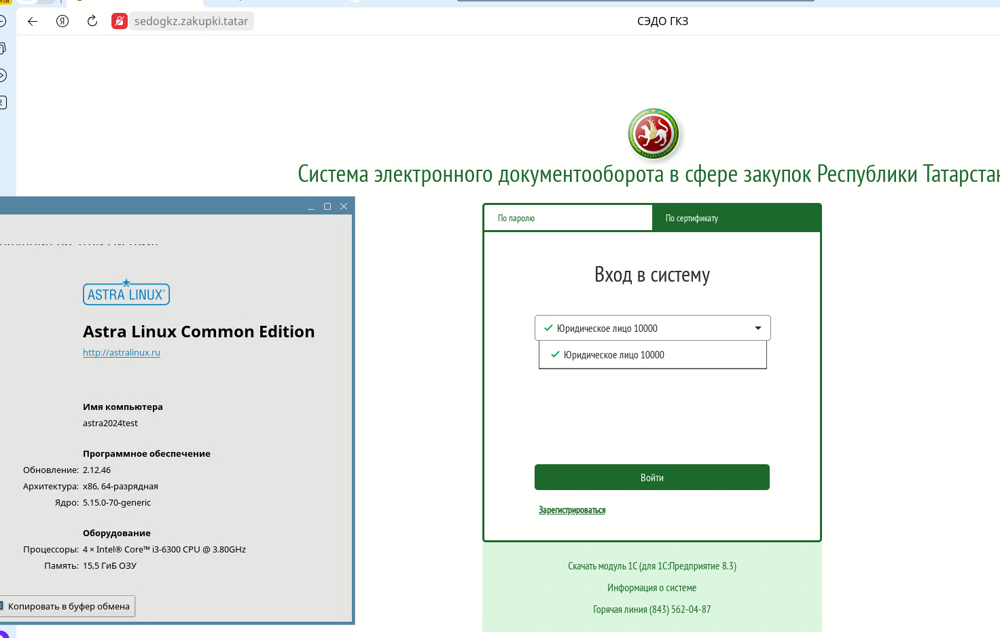 sedogkz.zakupki.tatar
СЭДО ГКЗ
Система электронного документооборота в сфере закупок Республики
По паролю
По сертификату
Вход в систему
Юридическое лицо 10000
Юридическое лицо 10000
Войти
Зарегистрироваться
Скачать модуль 1С (для 1С:Предприятие 8.3)
Информация о системе
Горячая линия (843) 562-04-87
ASTRA LINUX®
Astra Linux Common Edition
http://astralinux.ru
Имя компьютера
astra2024test
Программное обеспечение
Обновление: 2.12.46
Архитектура: x86, 64-разрядная
Ядро: 5.15.0-70-generic
Оборудование
Процессоры: 4 × Intel® Core™ i3-6300 CPU @ 3.80GHz
Память: 15,5 ГиБ ОЗУ
Копировать в буфер обмена